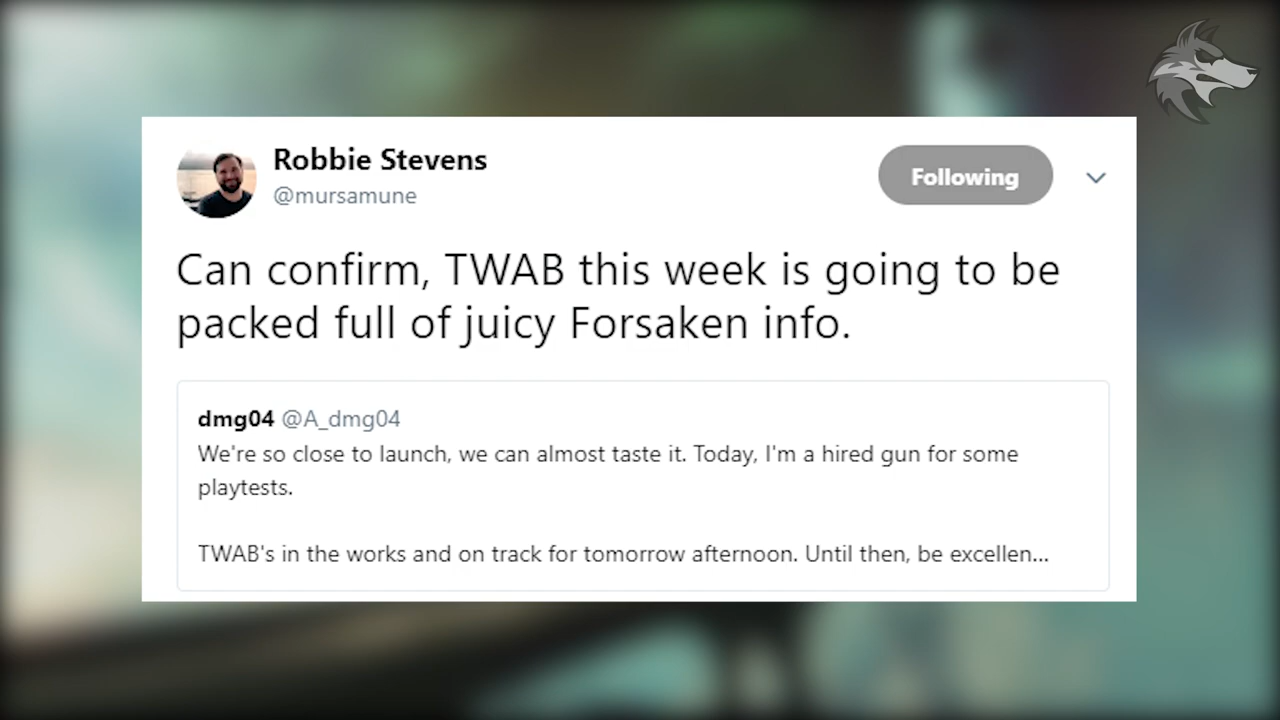 Robbie Stevens
@mursamune
Following
Can confirm, TWAB this week is going to be
packed full of juicy Forsaken info.
dmg04 @A_dmg04
We're so close to launch, we can almost taste it. Today, I'm a hired gun for some
playtests.
TWAB's in the works and on track for tomorrow afternoon. Until then, be excellen...